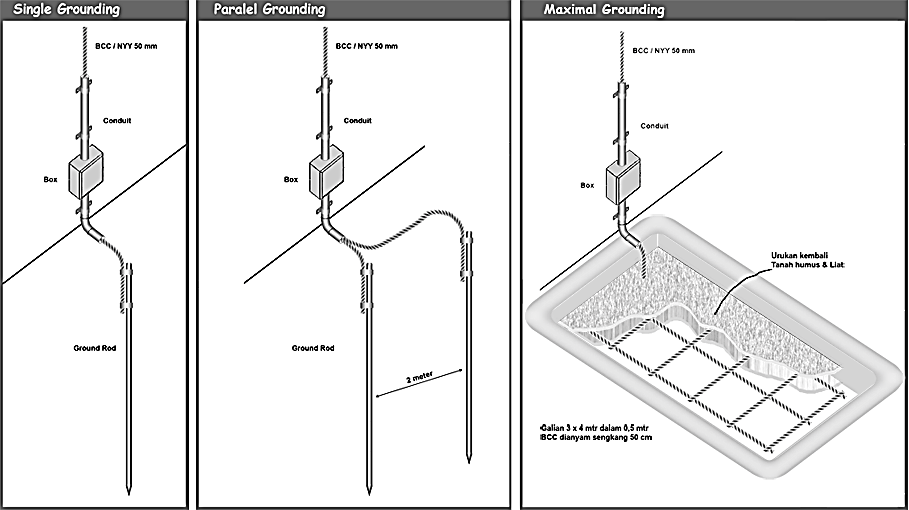 Single Grounding
BCC / NYY 50 mm
Conduit
Box
Ground Rod
Paralel Grounding
BCC / NYY 50 mm
Conduit
Box
Ground Rod
2 meter
Maximal Grounding
BCC / NYY 50 mm
Conduit
Box
Urukan kembali
Tanah humus & Liat
Galian 3 x 4 mtr dalam 0,5 mtr
BCC dianyam sengkang 50 cm